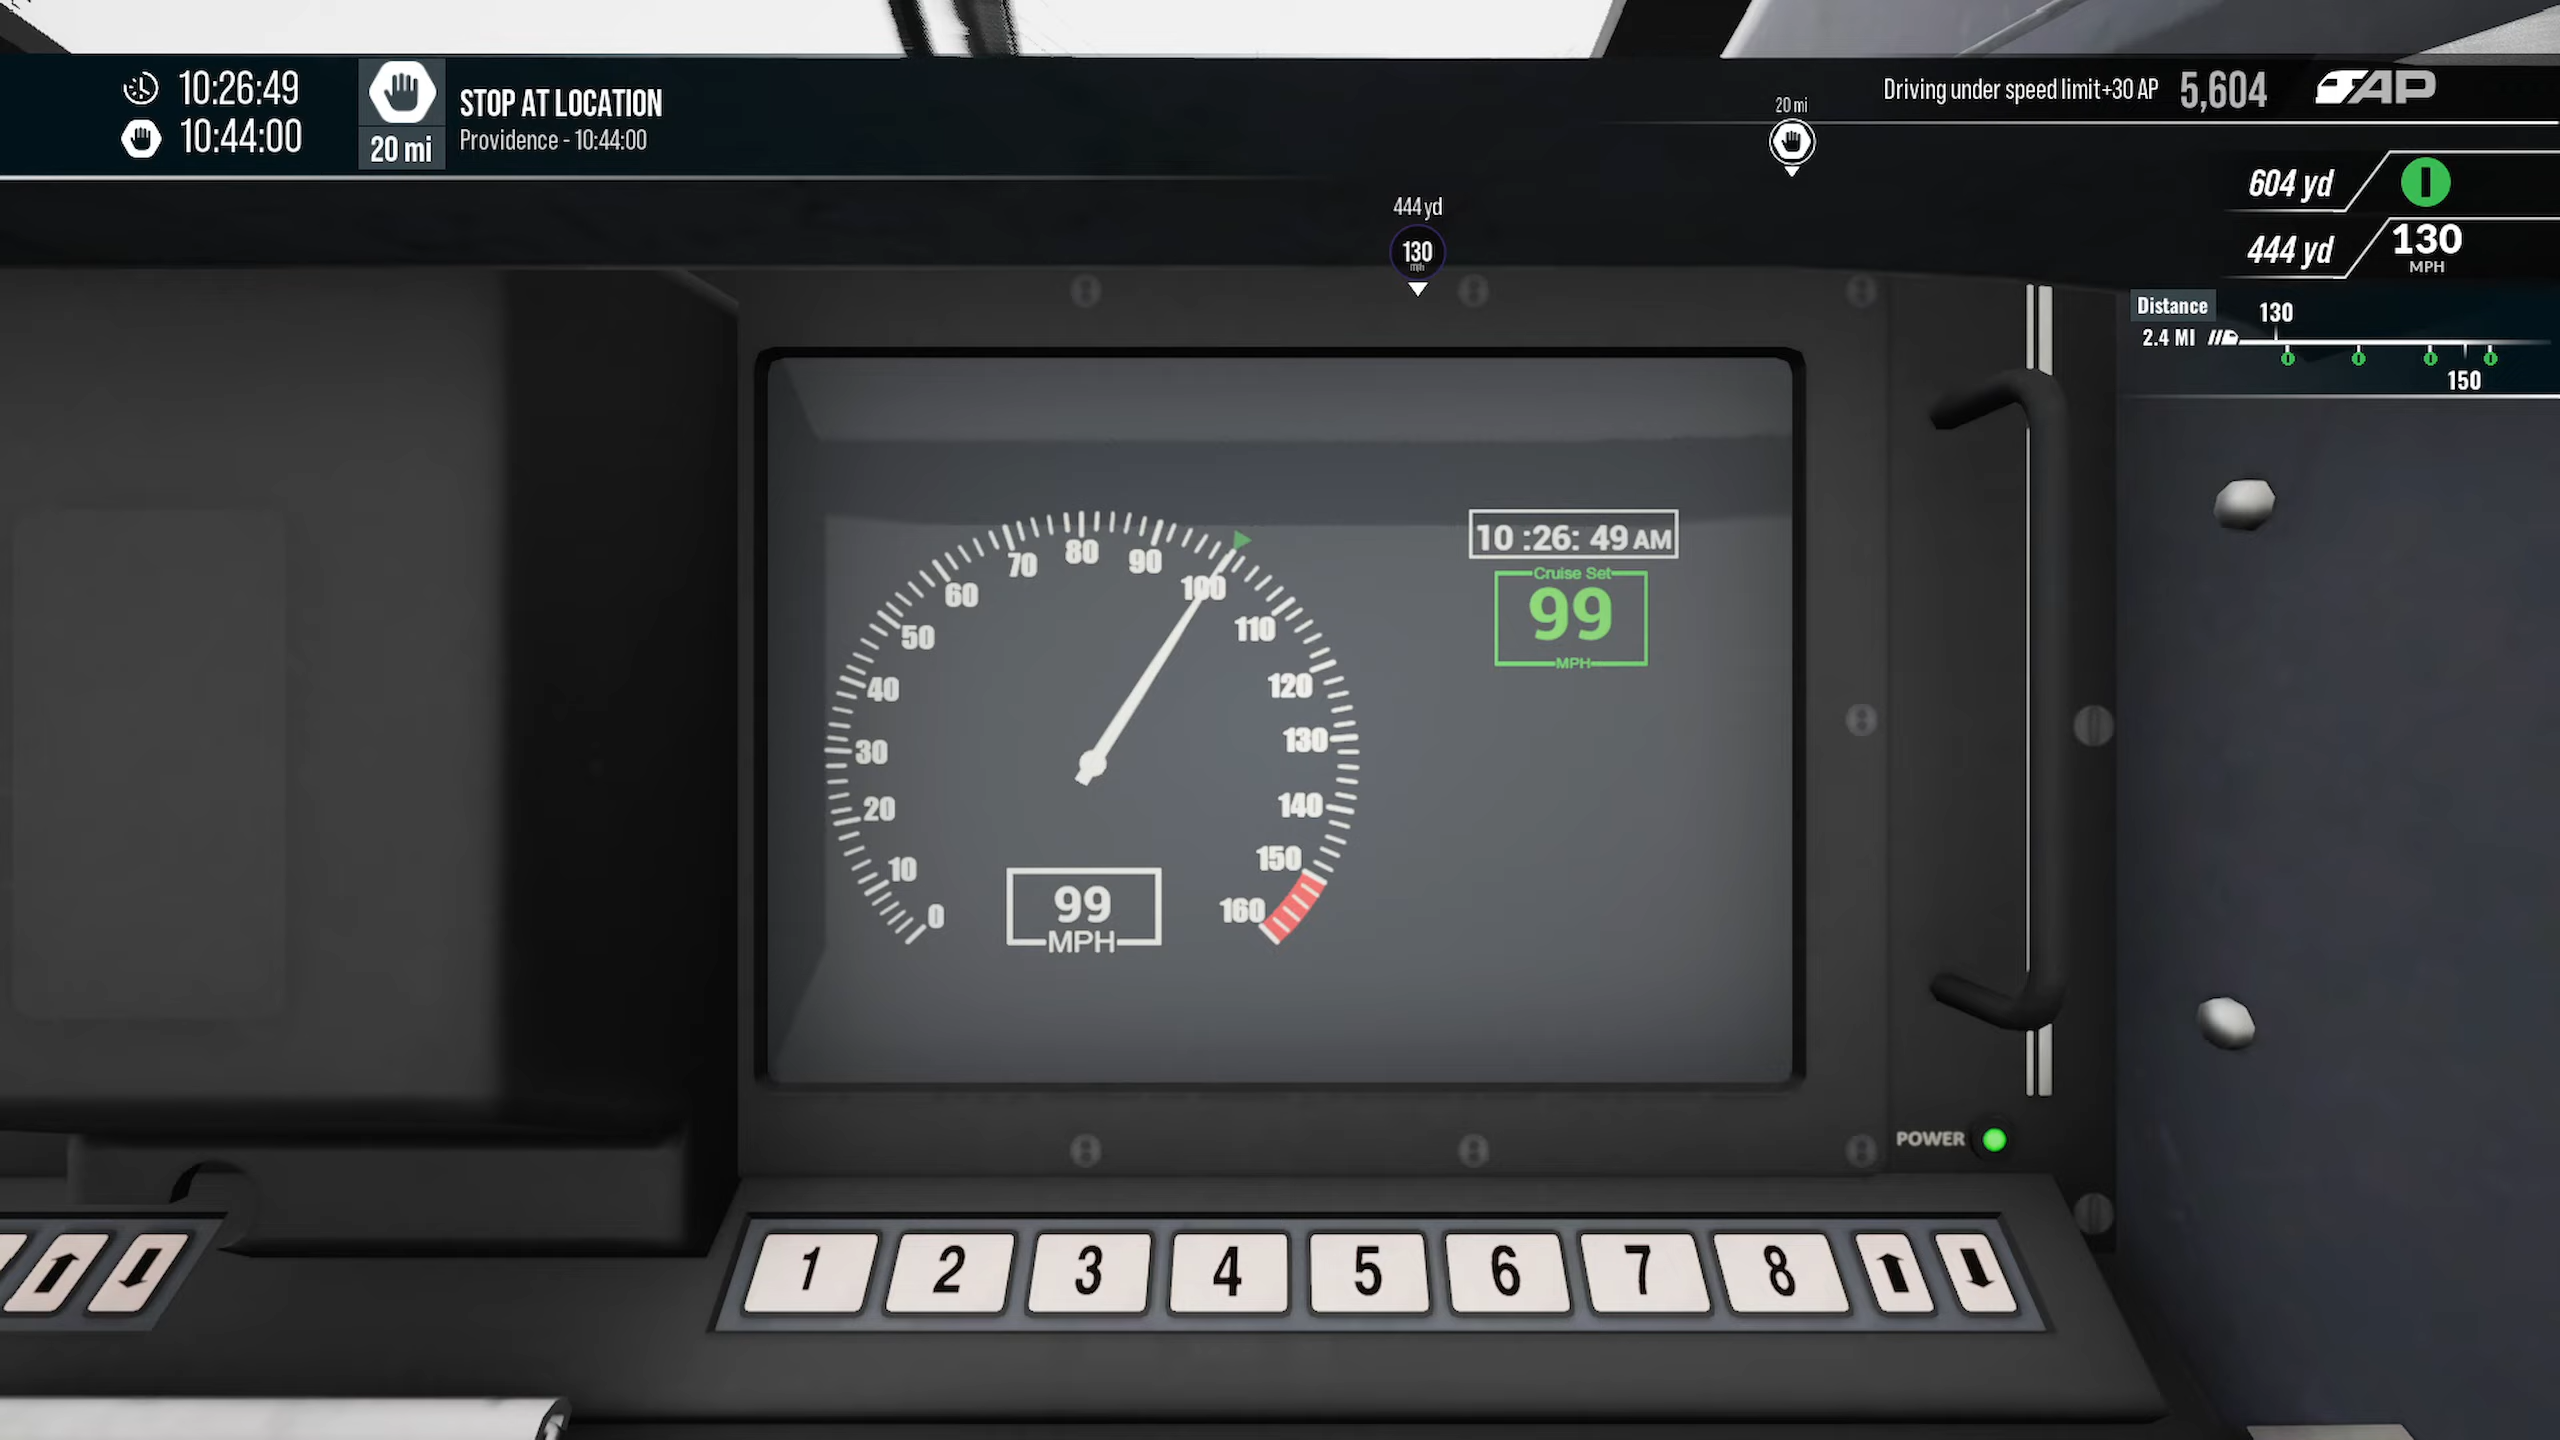 10:26:49
10:44:00
20 mi
STOP AT LOCATION
Providence - 10:44:00
20 mi
Driving under speed limit+30 AP 5,604 AP
604 yd
444 yd 130 MPH
444 yd
130
mph
Distance
2.4 MI
130
150
0
10
20
30
40
50
60
70
80
90
100
110
120
130
140
150
160
99
MPH
10 :26: 49 AM
Cruise Set
99
MPH
POWER
1 2 3 4 5 6 7 8